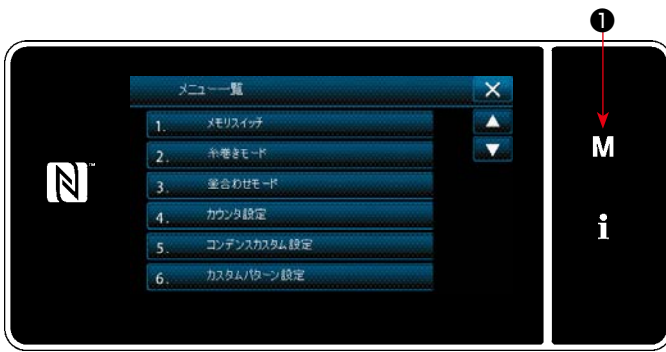 ❶
メニュー一覧
1. メモリスイッチ
2. 糸巻きモード
3. 釜合わせモード
4. カウンタ設定
5. コンデンスカスタム設定
6. カスタムパターン設定
M
i